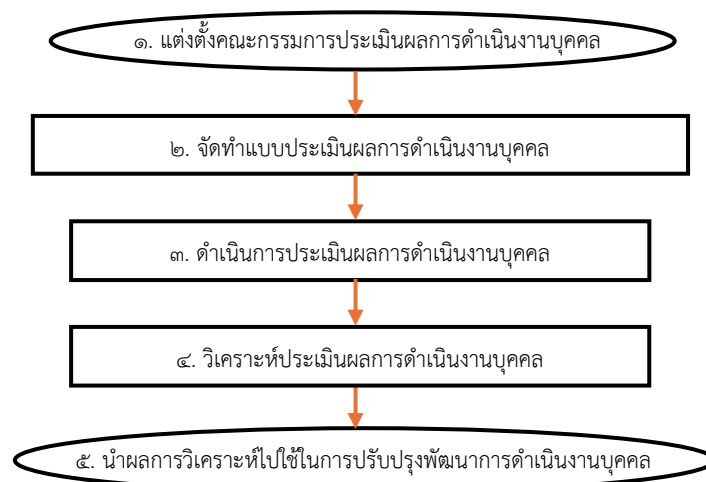 ๑. แต่งตั้งคณะกรรมการประเมินผลการดำเนินงานบุคคล
๒. จัดทำแบบประเมินผลการดำเนินงานบุคคล
๓. ดำเนินการประเมินผลการดำเนินงานบุคคล
๔. วิเคราะห์ประเมินผลการดำเนินงานบุคคล
๕. นำผลการวิเคราะห์ไปใช้ในการปรับปรุงพัฒนาการดำเนินงานบุคคล